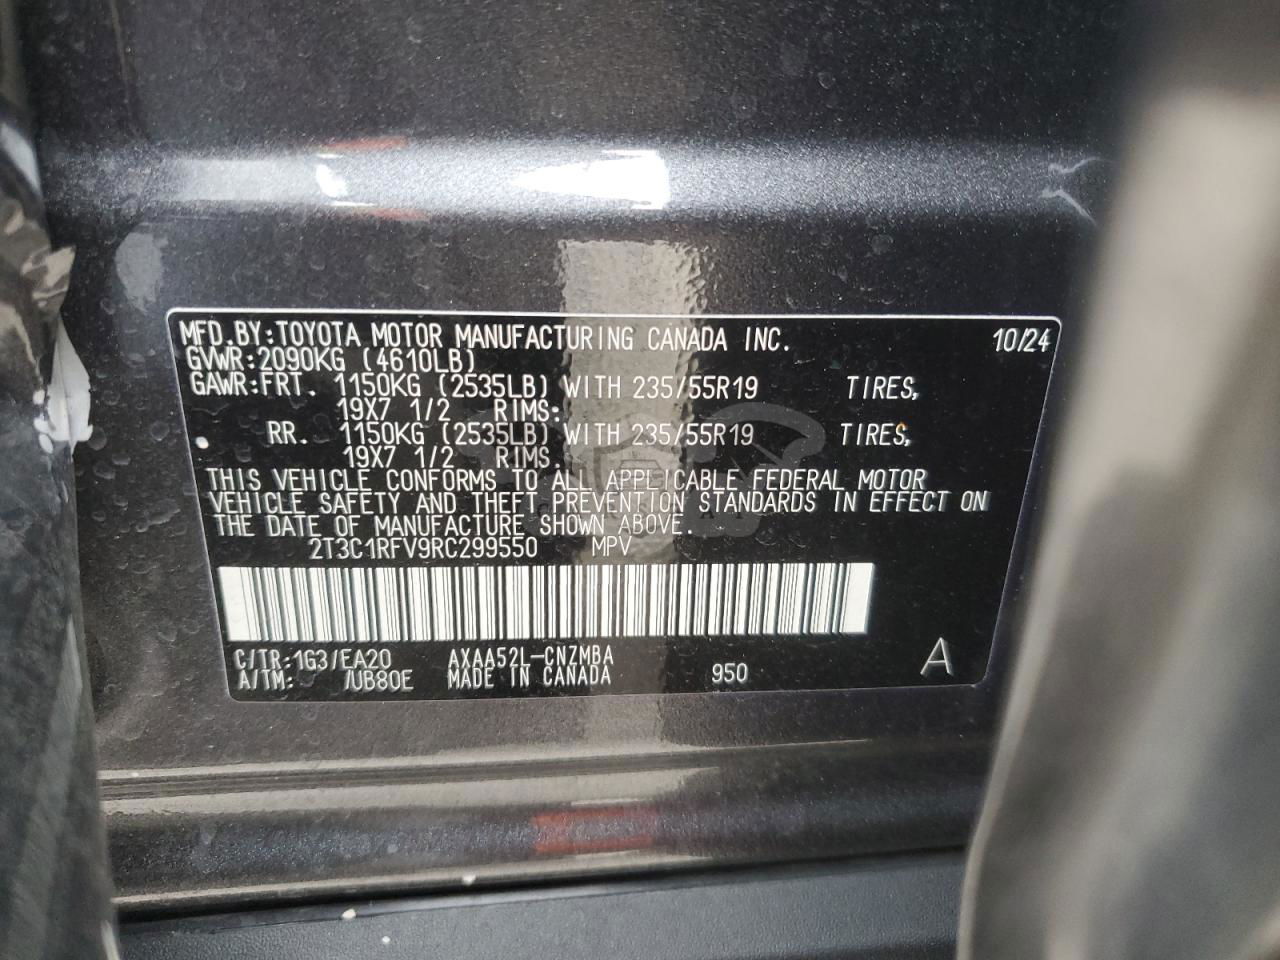 MFD.BY:TOYOTA MOTOR MANUFACTURING CANADA INC. 10/24
GVWR:2090KG (4610LB)
GAWR:FRT. 1150KG (2535LB) WITH 235/55R19 TIRES,
19X7 1/2 RIMS:
RR. 1150KG (2535LB) WITH 235/55R19 TIRES,
19X7 1/2 RIMS.
THIS VEHICLE CONFORMS TO ALL APPLICABLE FEDERAL MOTOR
VEHICLE SAFETY AND THEFT PREVENTION STANDARDS IN EFFECT ON
THE DATE OF MANUFACTURE SHOWN ABOVE.
2T3C1RFV9RC299550 MPV
C/TR:1G3/EA20 AXAA52L-CNZMBA
A/TM: /UB80E MADE IN CANADA 950 A